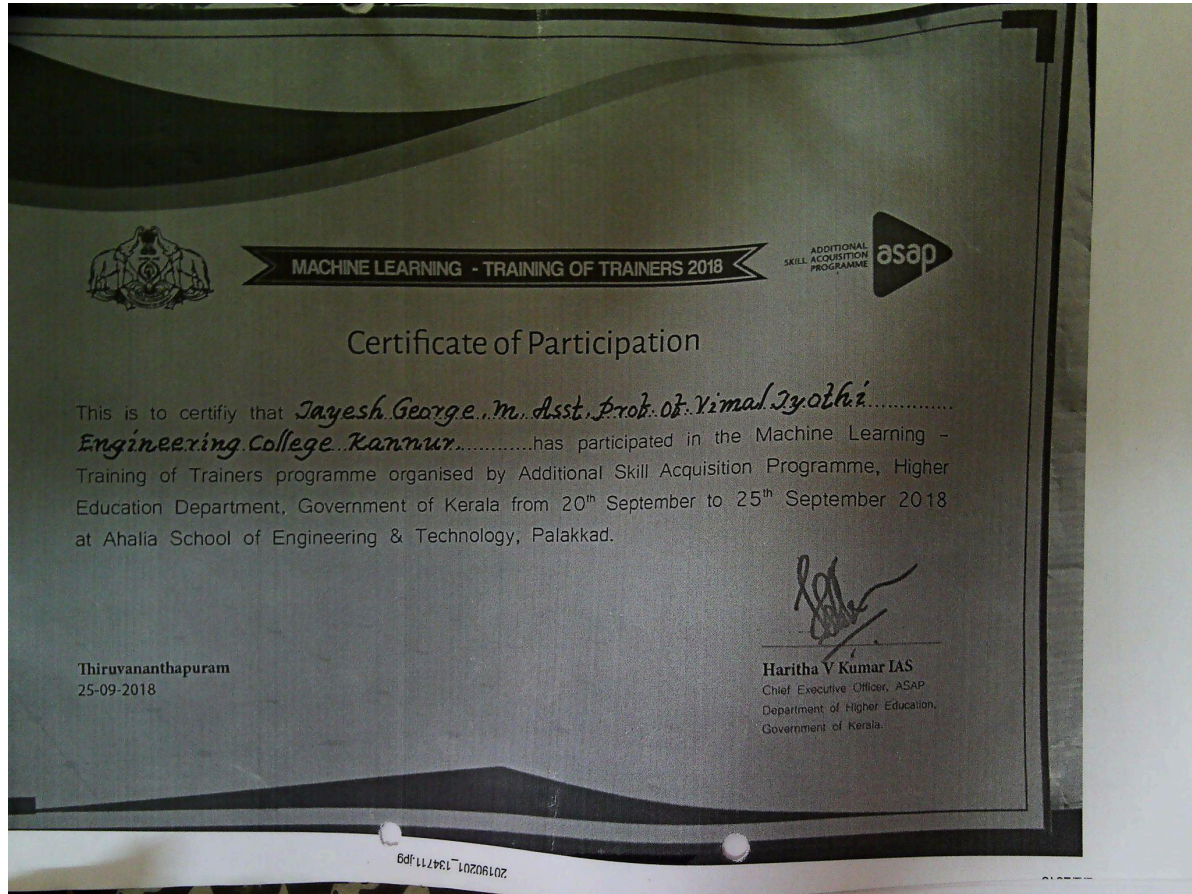 MACHINE LEARNING - TRAINING OF TRAINERS 2018
ADDITIONAL
SKILL ACQUISITION
PROGRAMME
asap
Certificate of Participation
This is to certifiy that Jayesh George. M, Asst. Prof. of Vimal Jyothi
Engineering College Kannur............has participated in the Machine Learning –
Training of Trainers programme organised by Additional Skill Acquisition Programme, Higher
Education Department, Government of Kerala from 20th September to 25th September 2018
at Ahalia School of Engineering & Technology, Palakkad.
Thiruvananthapuram
25-09-2018
Haritha V Kumar IAS
Chief Executive Officer, ASAP
Department of Higher Education,
Government of Kerala.
20190201_134711.jpg